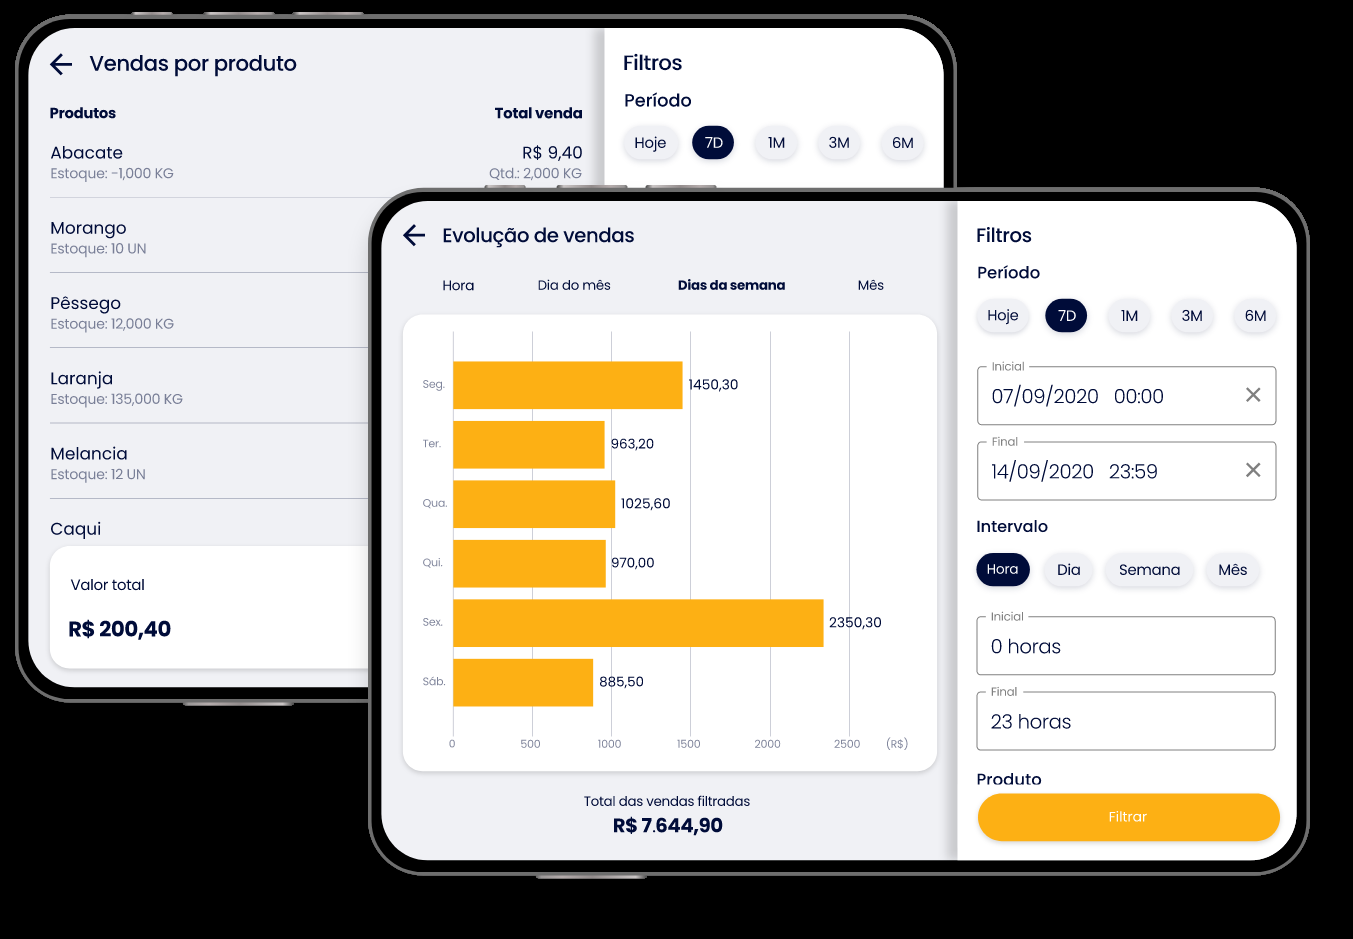 Vendas por produto
Produtos Total venda
Abacate R$ 9,40
Estoque: -1,000 KG Qtd.: 2,000 KG
Morango
Estoque: 10 UN
Pêssego
Estoque: 12,000 KG
Laranja
Estoque: 135,000 KG
Melancia
Estoque: 12 UN
Caqui
Valor total
R$ 200,40
Filtros
Período
Hoje 7D 1M 3M 6M
Evolução de vendas
Hora Dia do mês Dias da semana Mês
Seg. 1450,30
Ter. 963,20
Qua. 1025,60
Qui. 970,00
Sex. 2350,30
Sáb. 885,50
0 500 1000 1500 2000 2500 (R$)
Total das vendas filtradas
R$ 7.644,90
Filtros
Período
Hoje 7D 1M 3M 6M
Inicial
07/09/2020 00:00
Final
14/09/2020 23:59
Intervalo
Hora Dia Semana Mês
Inicial
0 horas
Final
23 horas
Produto
Filtrar